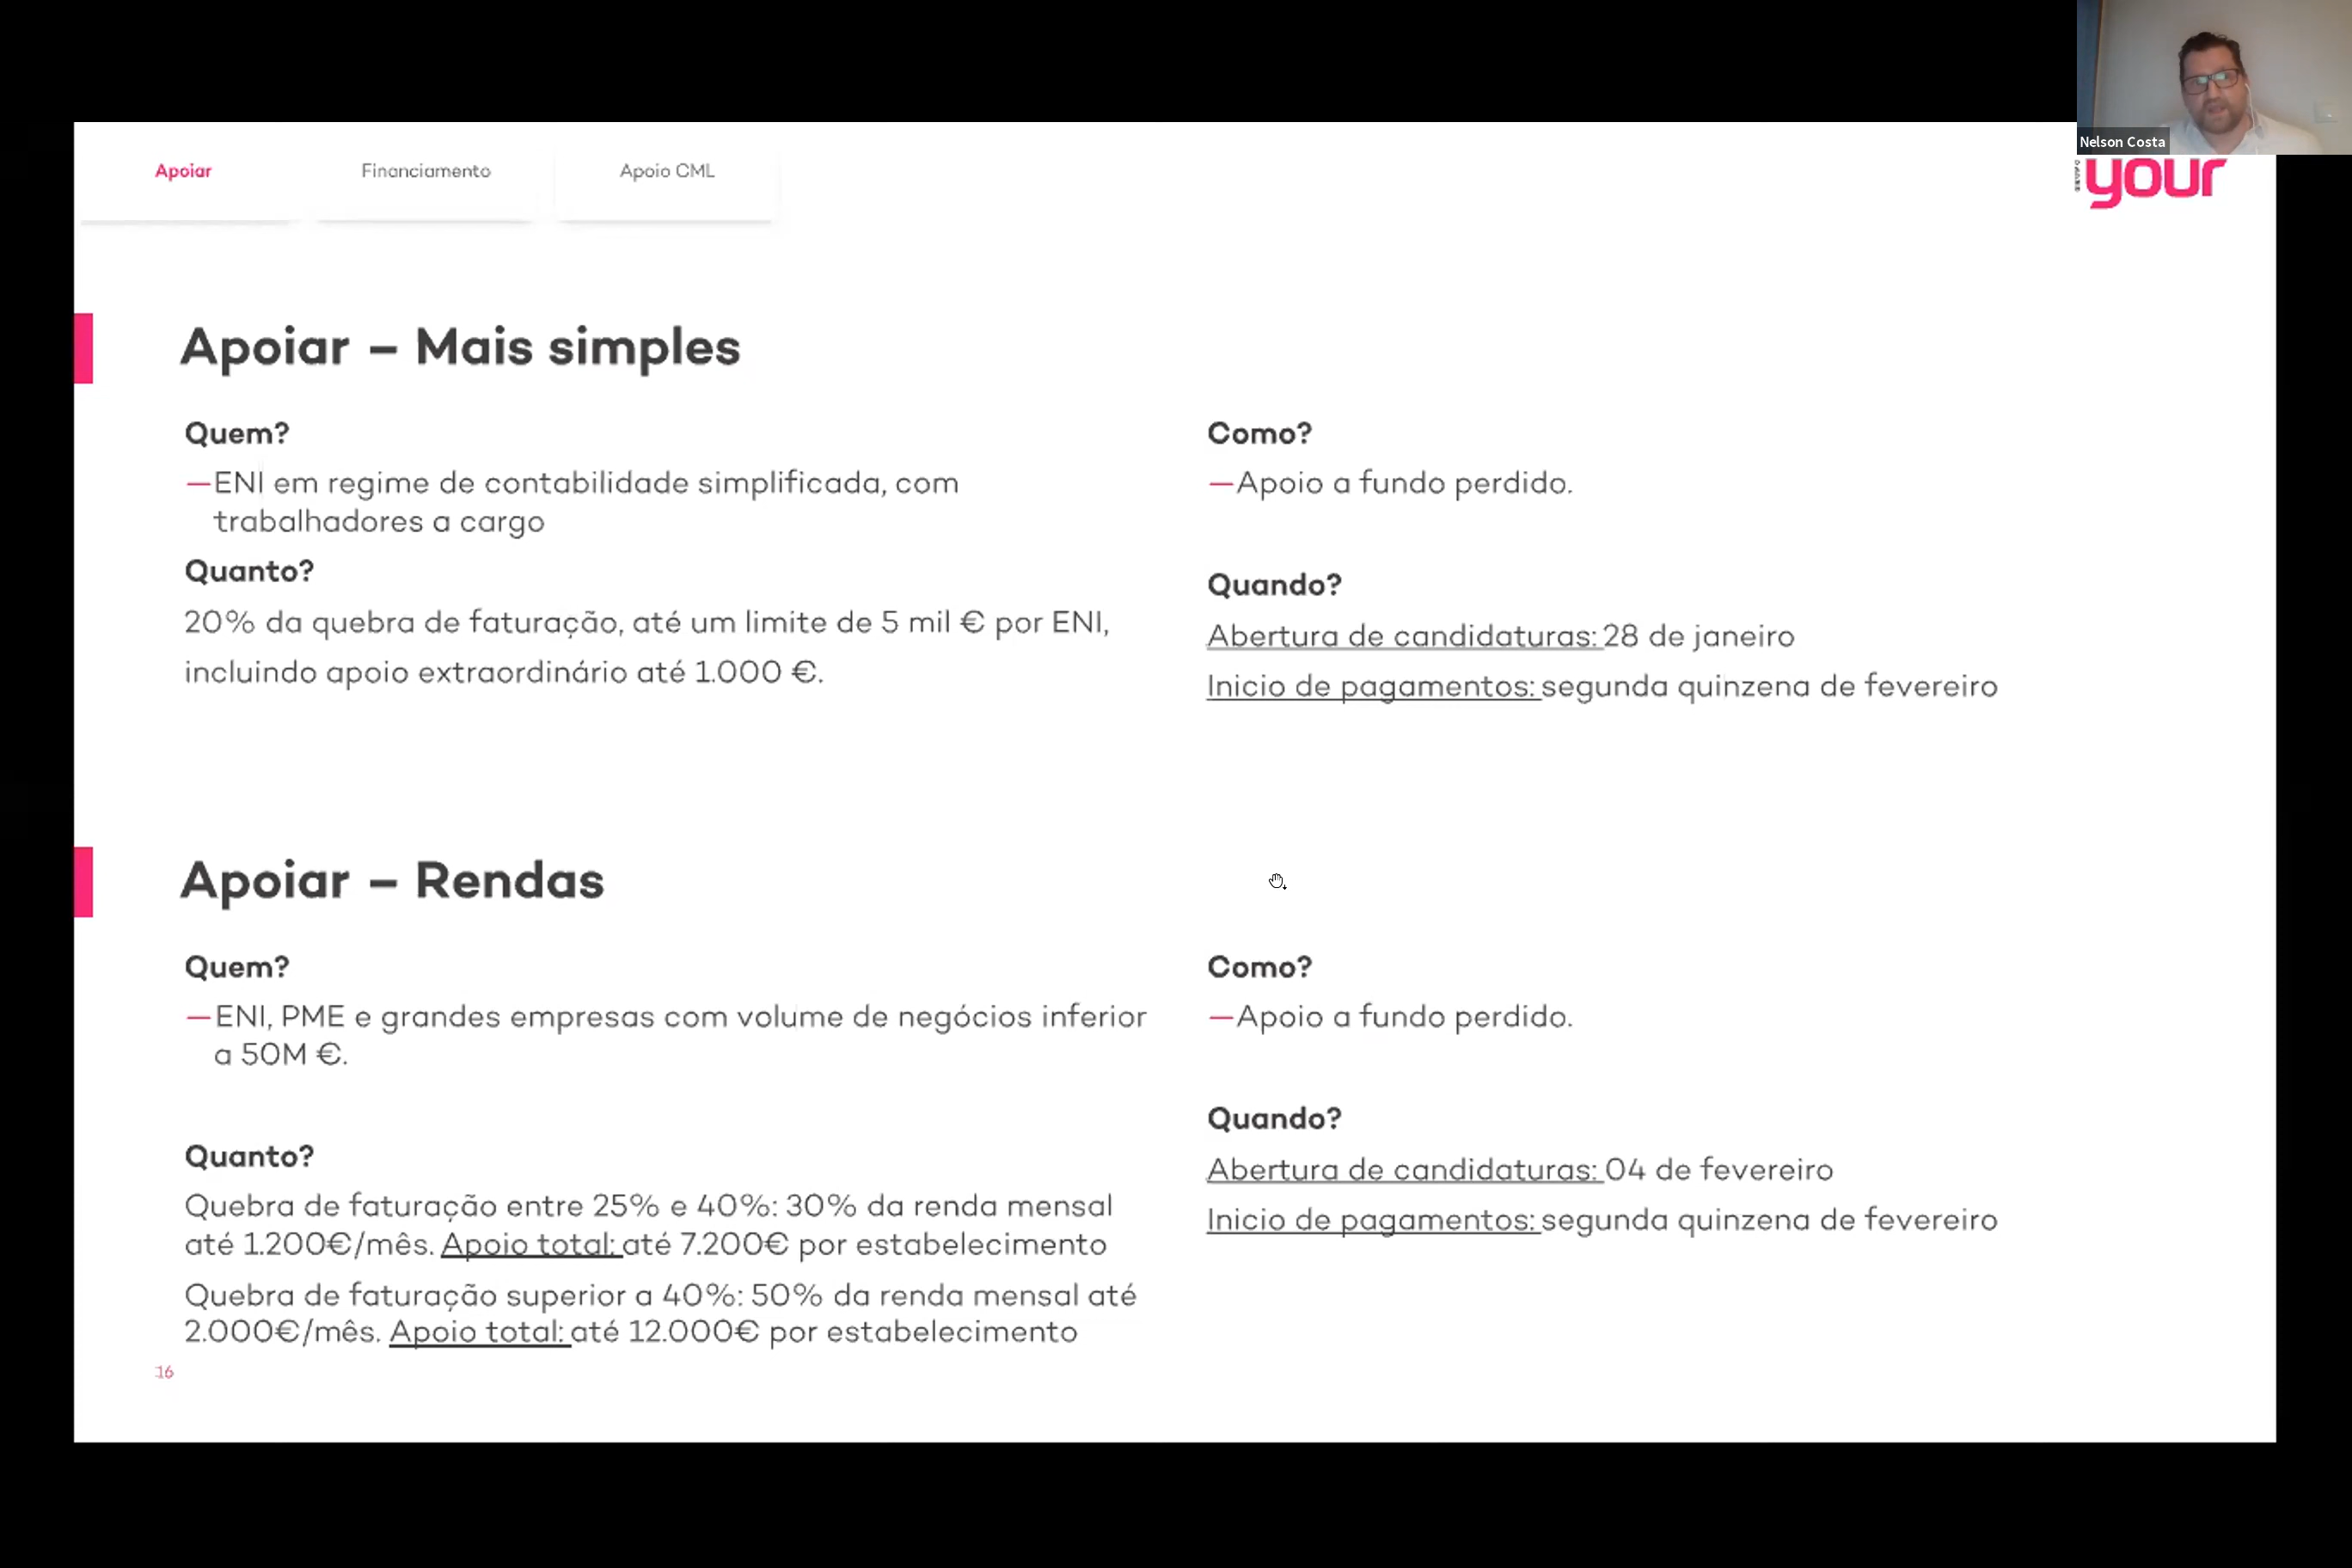 Nelson Costa
Apoiar
Financiamento
Apoio CML
your
Apoiar – Mais simples
Quem?
—ENI em regime de contabilidade simplificada, com
trabalhadores a cargo
Quanto?
20% da quebra de faturação, até um limite de 5 mil € por ENI,
incluindo apoio extraordinário até 1.000 €.
Como?
—Apoio a fundo perdido.
Quando?
Abertura de candidaturas: 28 de janeiro
Inicio de pagamentos: segunda quinzena de fevereiro
Apoiar – Rendas
Quem?
—ENI, PME e grandes empresas com volume de negócios inferior
a 50M €.
Quanto?
Quebra de faturação entre 25% e 40%: 30% da renda mensal
até 1.200€/mês. Apoio total: até 7.200€ por estabelecimento
Quebra de faturação superior a 40%: 50% da renda mensal até
2.000€/mês. Apoio total: até 12.000€ por estabelecimento
Como?
—Apoio a fundo perdido.
Quando?
Abertura de candidaturas: 04 de fevereiro
Inicio de pagamentos: segunda quinzena de fevereiro
16